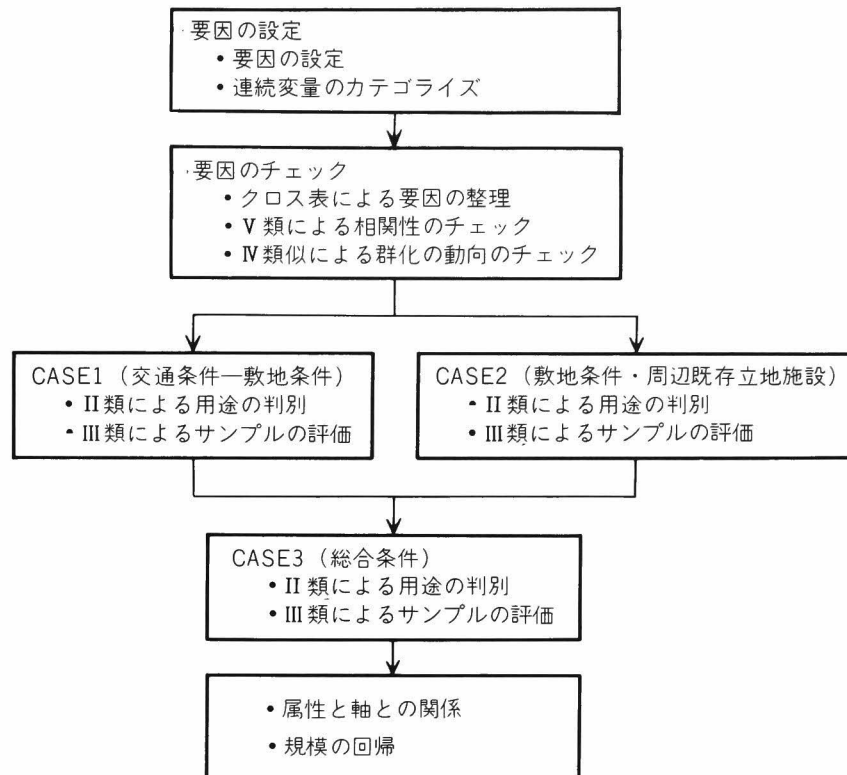 要因の設定
• 要因の設定
• 連続変量のカテゴライズ
要因のチェック
• クロス表による要因の整理
• Ⅴ類による相関性のチェック
• Ⅳ類似による群化の動向のチェック
CASE1（交通条件―敷地条件）
• Ⅱ類による用途の判別
• Ⅲ類によるサンプルの評価
CASE2（敷地条件・周辺既存立地施設）
• Ⅱ類による用途の判別
• Ⅲ類によるサンプルの評価
CASE3（総合条件）
• Ⅱ類による用途の判別
• Ⅲ類によるサンプルの評価
• 属性と軸との関係
• 規模の回帰